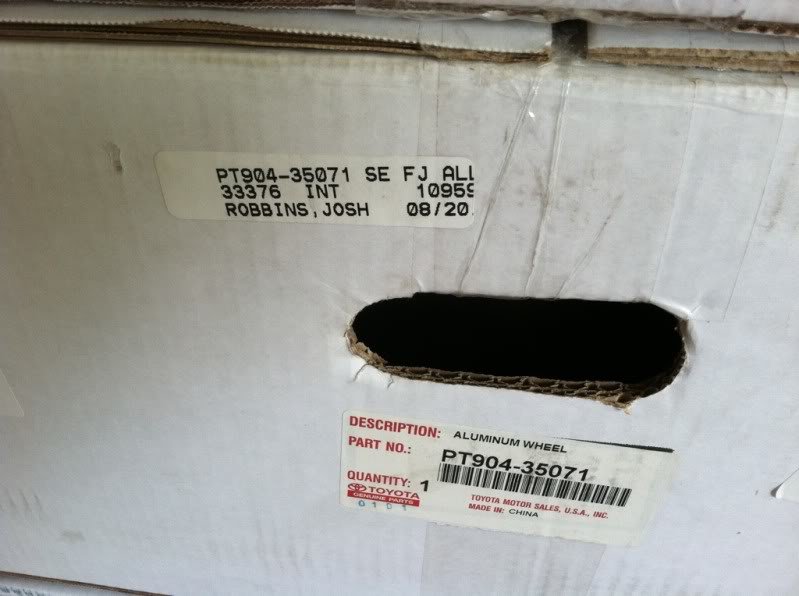 PT904-35071 SE FJ ALL
33376 INT 10959
ROBBINS,JOSH 08/20
DESCRIPTION: ALUMINUM WHEEL
PART NO.: PT904-35071
QUANTITY: 1
TOYOTA
GENUINE PARTS
0101
TOYOTA MOTOR SALES, U.S.A., INC.
MADE IN: CHINA